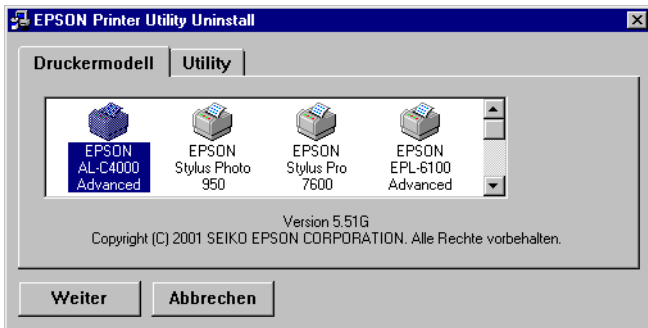 EPSON Printer Utility Uninstall
Druckermodell
Utility
EPSON
AL-C4000
Advanced
EPSON
Stylus Photo
950
EPSON
Stylus Pro
7600
EPSON
EPL-6100
Advanced
Version 5.51G
Copyright (C) 2001 SEIKO EPSON CORPORATION. Alle Rechte vorbehalten.
Weiter
Abbrechen